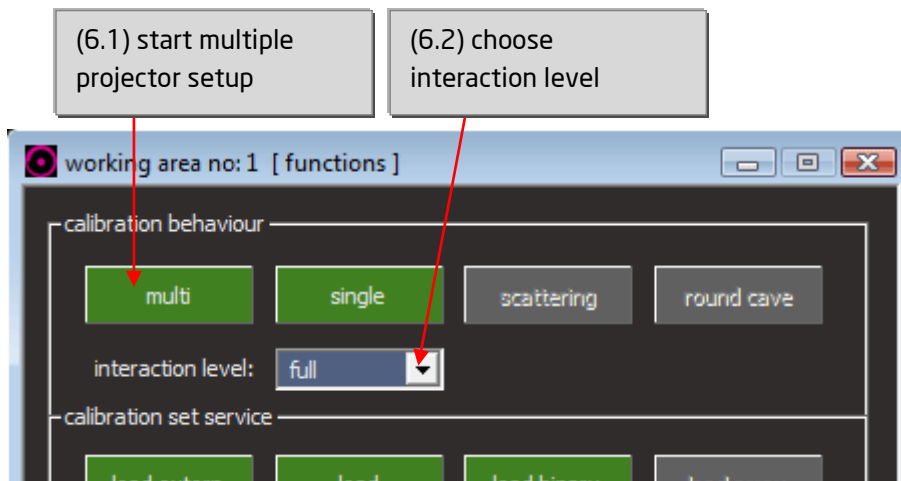 (6.1) start multiple
projector setup
(6.2) choose
interaction level
working area no: 1 [ functions ]
calibration behaviour
multi
single
scattering
round cave
interaction level:
full
calibration set service